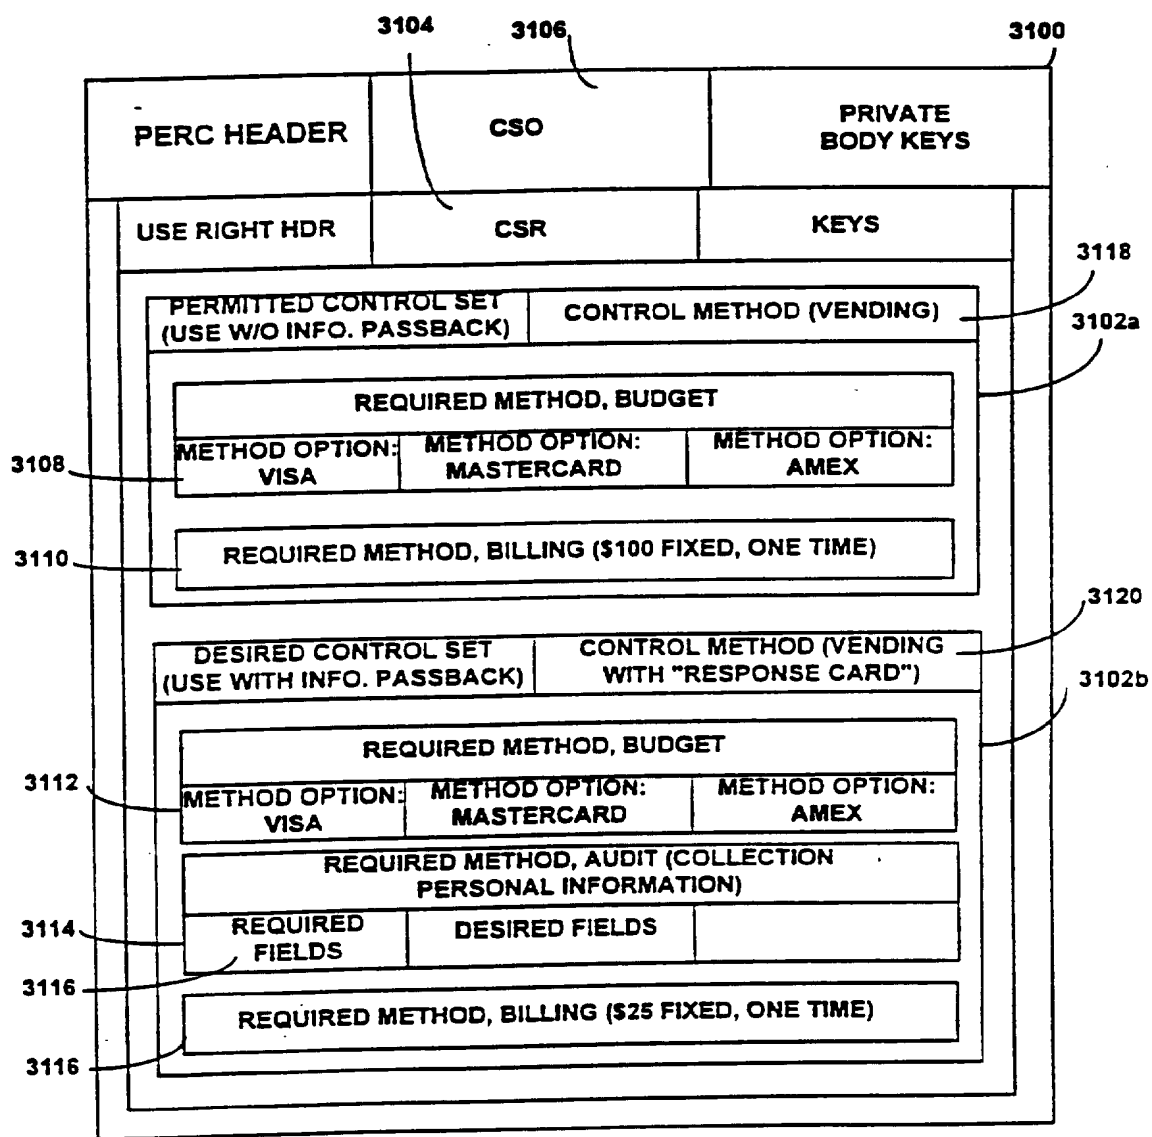 3104
3106
3100
PERC HEADER
CSO
PRIVATE
BODY KEYS
USE RIGHT HDR
CSR
KEYS
3118
PERMITTED CONTROL SET
(USE W/O INFO. PASSBACK)
CONTROL METHOD (VENDING)
3102a
REQUIRED METHOD, BUDGET
METHOD OPTION:
VISA
METHOD OPTION:
MASTERCARD
METHOD OPTION:
AMEX
3108
REQUIRED METHOD, BILLING ($100 FIXED, ONE TIME)
3110
3120
DESIRED CONTROL SET
(USE WITH INFO. PASSBACK)
CONTROL METHOD (VENDING
WITH "RESPONSE CARD")
3102b
REQUIRED METHOD, BUDGET
3112
METHOD OPTION:
VISA
METHOD OPTION:
MASTERCARD
METHOD OPTION:
AMEX
REQUIRED METHOD, AUDIT (COLLECTION
PERSONAL INFORMATION)
3114
REQUIRED
FIELDS
DESIRED FIELDS
3116
REQUIRED METHOD, BILLING ($25 FIXED, ONE TIME)
3116